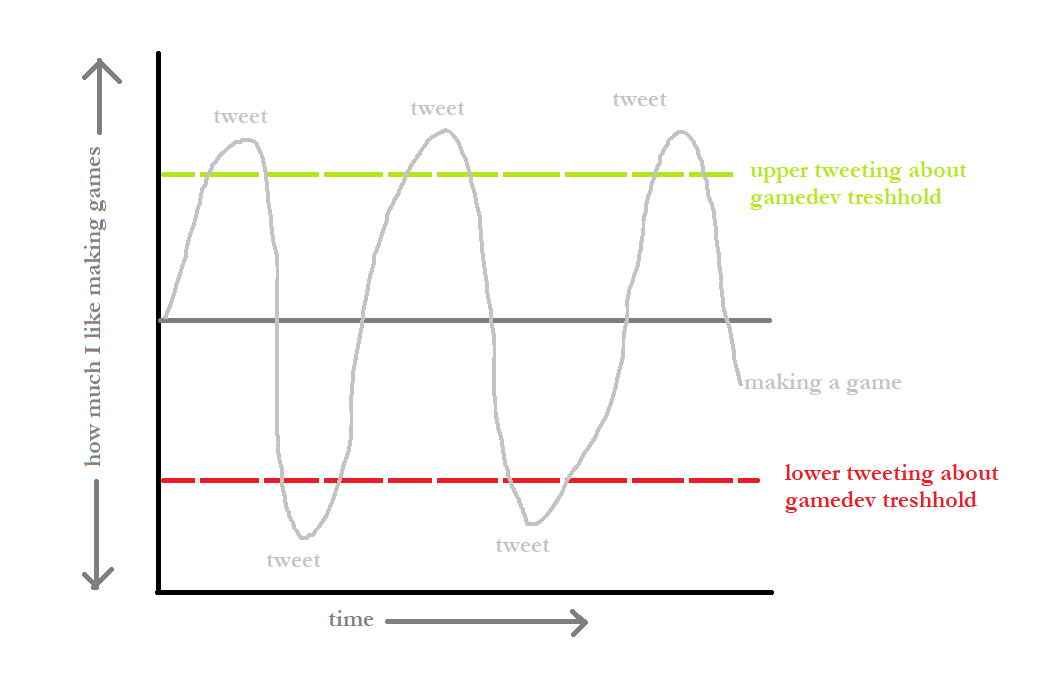 tweet
tweet
tweet
upper tweeting about
gamedev treshhold
how much I like making games
making a game
lower tweeting about
gamedev treshhold
tweet
tweet
time